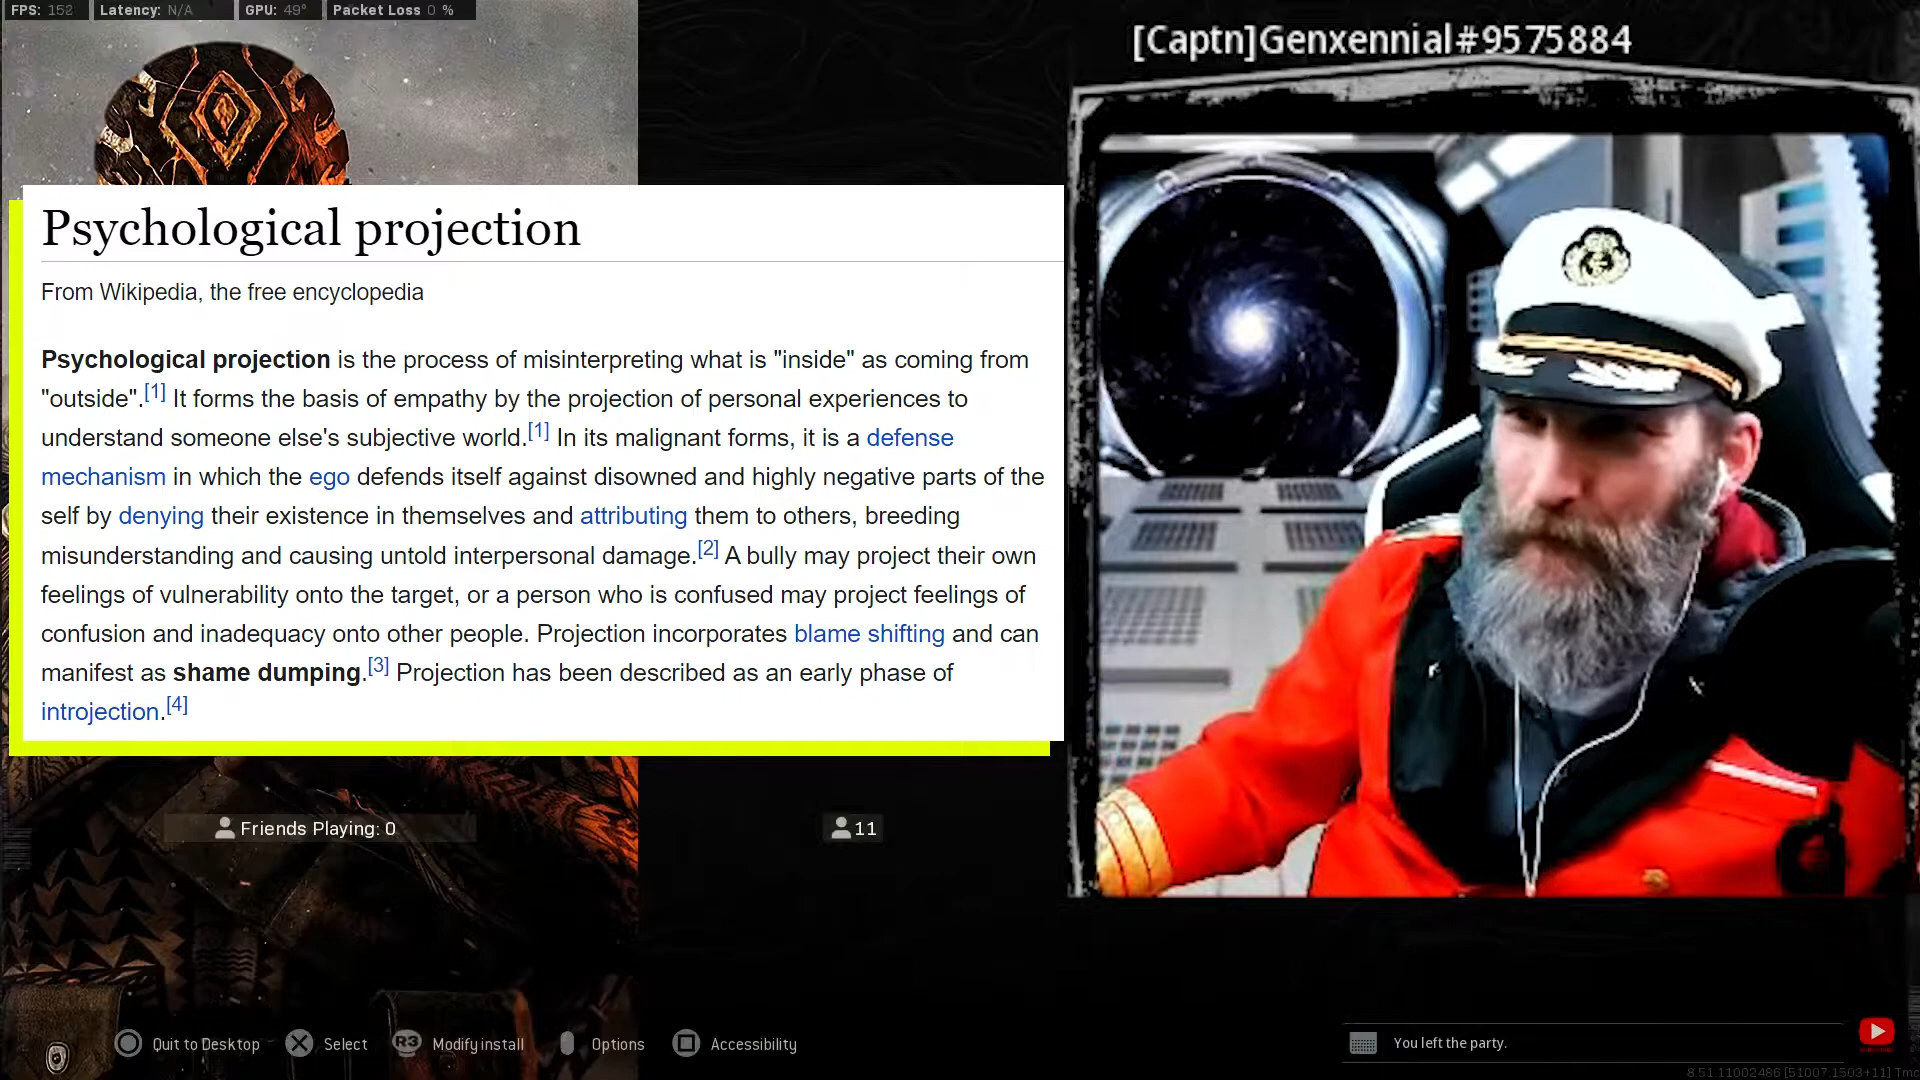 FPS: 152 Latency: N/A GPU: 49° Packet Loss 0 %
[Captn]Genxennial#9575884
Psychological projection
From Wikipedia, the free encyclopedia
Psychological projection is the process of misinterpreting what is "inside" as coming from
"outside".[1] It forms the basis of empathy by the projection of personal experiences to
understand someone else's subjective world.[1] In its malignant forms, it is a defense
mechanism in which the ego defends itself against disowned and highly negative parts of the
self by denying their existence in themselves and attributing them to others, breeding
misunderstanding and causing untold interpersonal damage.[2] A bully may project their own
feelings of vulnerability onto the target, or a person who is confused may project feelings of
confusion and inadequacy onto other people. Projection incorporates blame shifting and can
manifest as shame dumping.[3] Projection has been described as an early phase of
introjection.[4]
Friends Playing: 0
11
Quit to Desktop Select R3 Modify install Options Accessibility
You left the party.
8.51.11002486 [51007:1503+11] Tmc